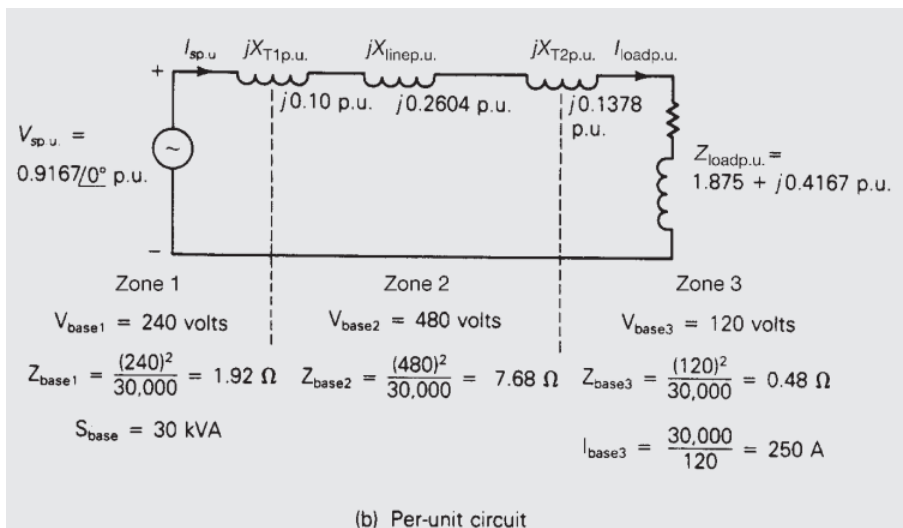 I_sp.u jX_T1p.u. jX_linep.u. jX_T2p.u. I_loadp.u.
+
j0.10 p.u. j0.2604 p.u. j0.1378 p.u.
V_sp.u. =
0.9167/0° p.u.
~
Z_loadp.u. =
1.875 + j0.4167 p.u.
−
Zone 1 Zone 2 Zone 3
V_base1 = 240 volts V_base2 = 480 volts V_base3 = 120 volts
Z_base1 = (240)²/30,000 = 1.92 Ω Z_base2 = (480)²/30,000 = 7.68 Ω Z_base3 = (120)²/30,000 = 0.48 Ω
S_base = 30 kVA
I_base3 = 30,000/120 = 250 A
(b) Per-unit circuit